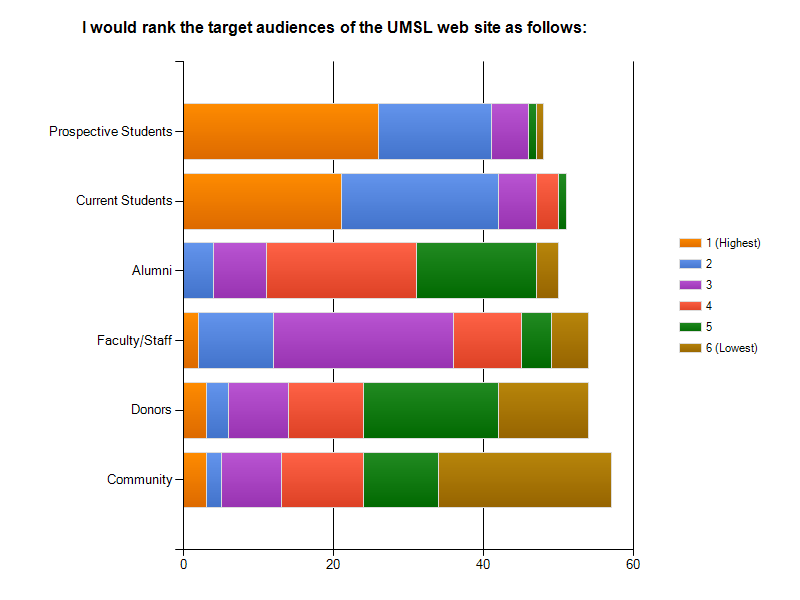 I would rank the target audiences of the UMSL web site as follows:
Prospective Students
Current Students
Alumni
Faculty/Staff
Donors
Community
0
20
40
60
1 (Highest)
2
3
4
5
6 (Lowest)